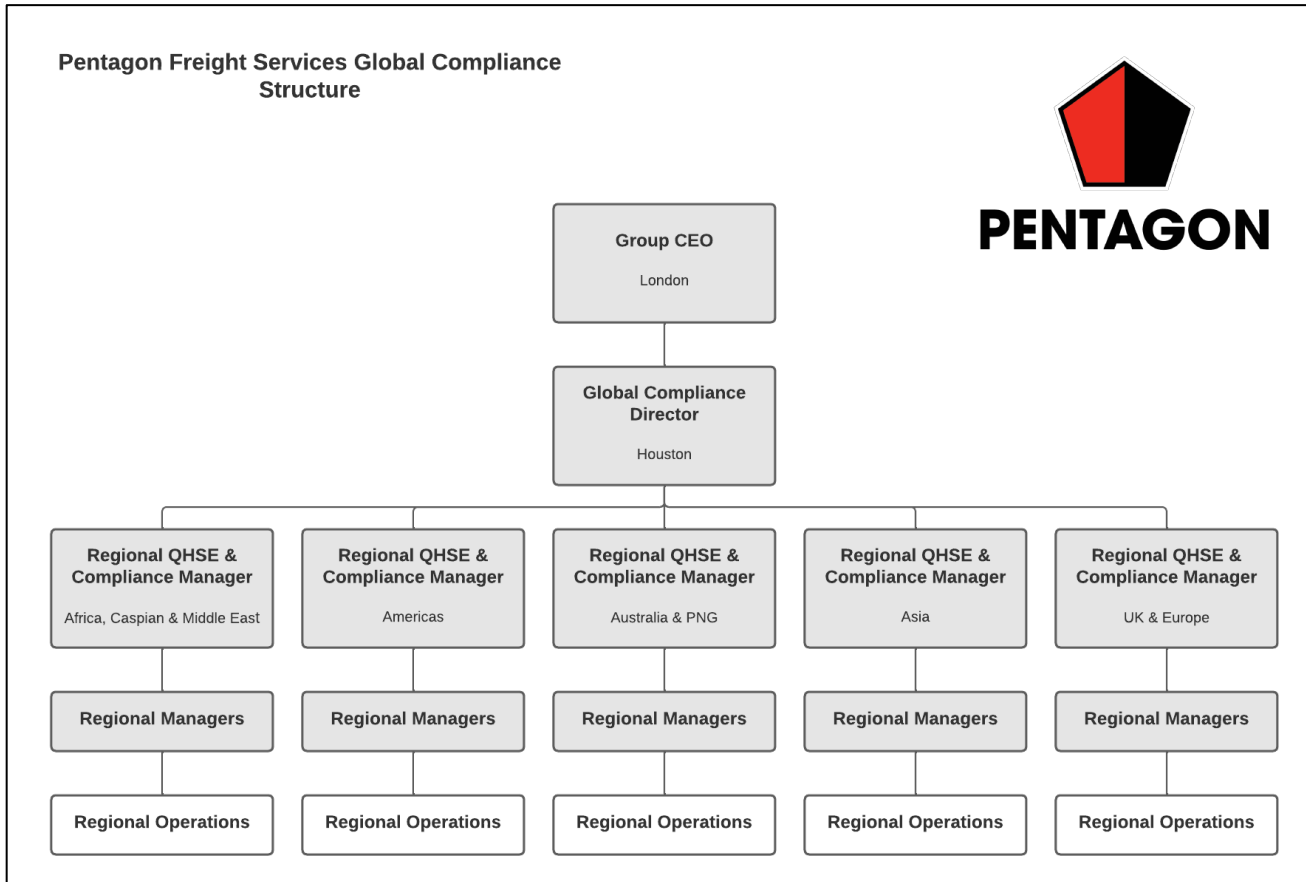 Pentagon Freight Services Global Compliance
Structure
PENTAGON
Group CEO
London
Global Compliance
Director
Houston
Regional QHSE &
Compliance Manager
Africa, Caspian & Middle East
Regional QHSE &
Compliance Manager
Americas
Regional QHSE &
Compliance Manager
Australia & PNG
Regional QHSE &
Compliance Manager
Asia
Regional QHSE &
Compliance Manager
UK & Europe
Regional Managers
Regional Managers
Regional Managers
Regional Managers
Regional Managers
Regional Operations
Regional Operations
Regional Operations
Regional Operations
Regional Operations